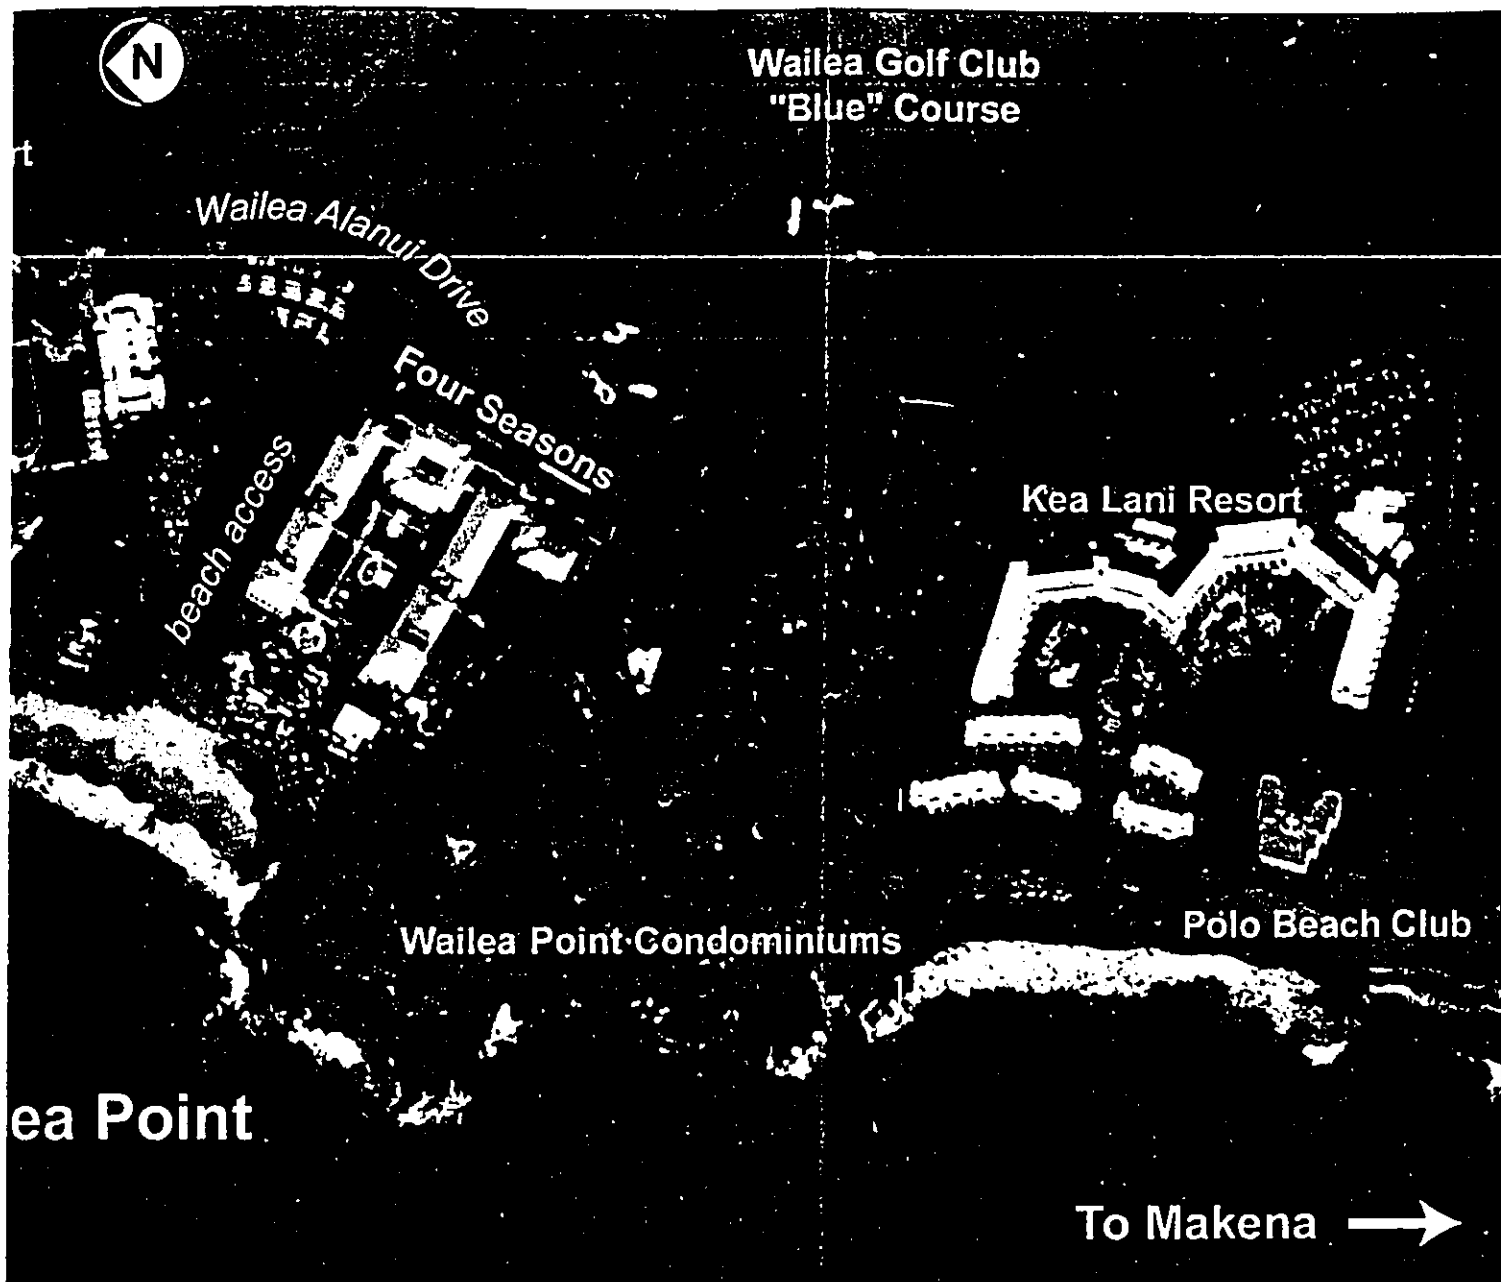 N
Wailea Golf Club
"Blue" Course
rt
Wailea Alanui Drive
Four Seasons
beach access
Kea Lani Resort
Polo Beach Club
Wailea Point Condominiums
ea Point
To Makena